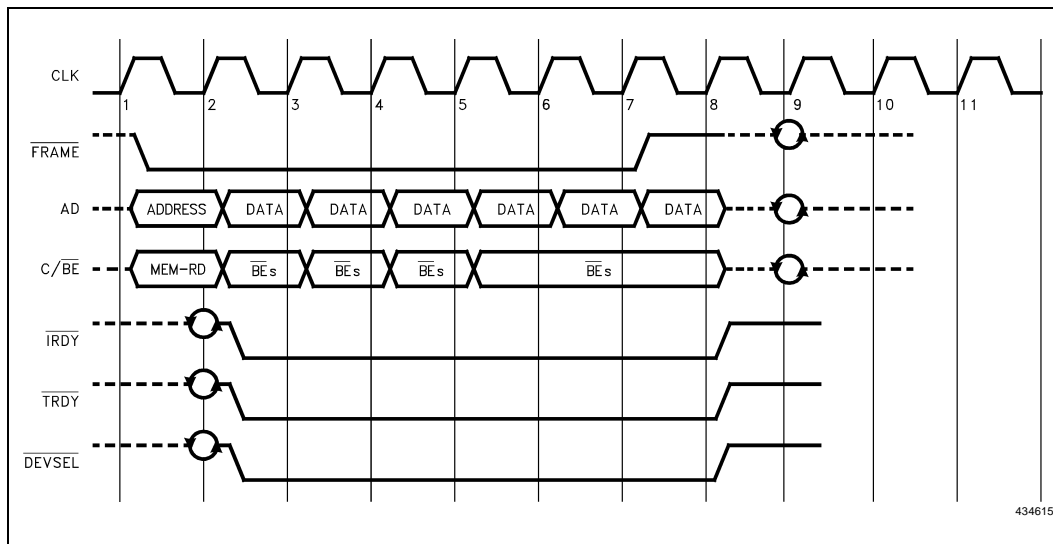 CLK
1 2 3 4 5 6 7 8 9 10 11
FRAME
AD ADDRESS DATA DATA DATA DATA DATA DATA
C/BE MEM-RD BEs BEs BEs BEs
IRDY
TRDY
DEVSEL
434615